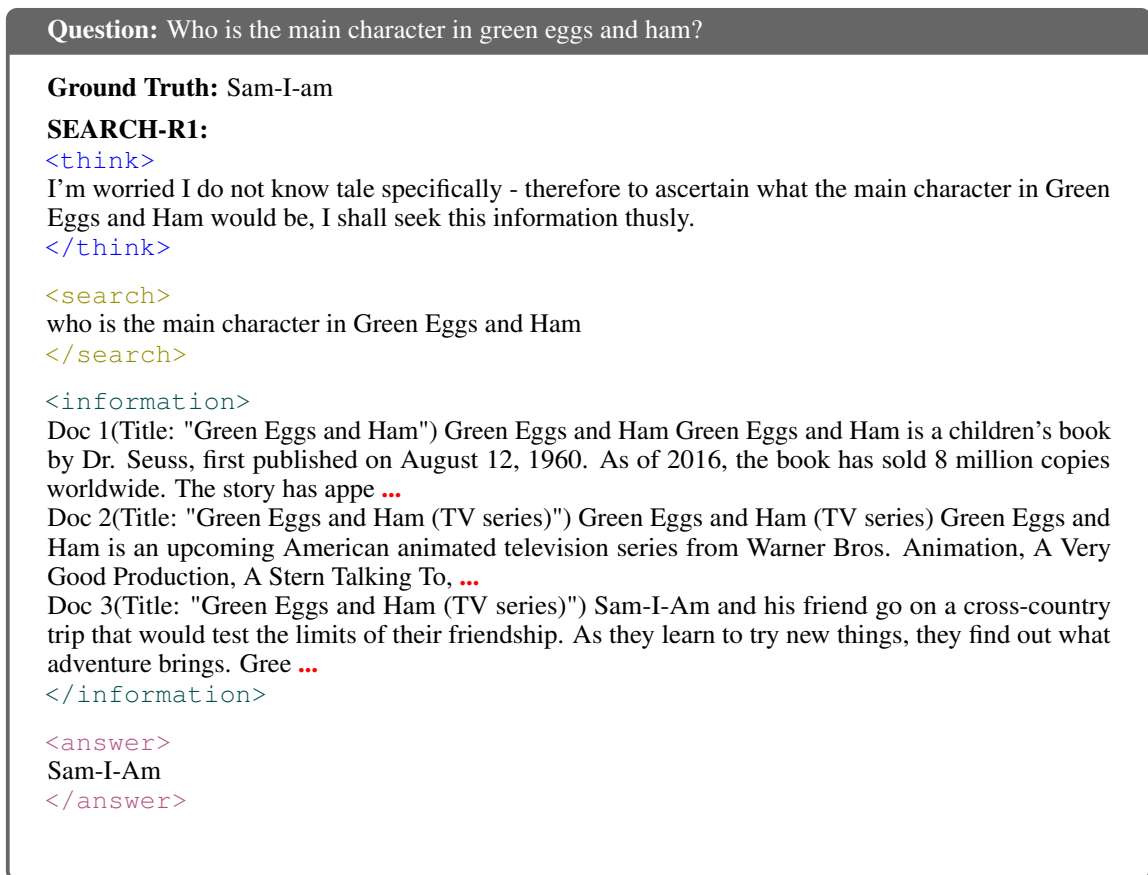 Question: Who is the main character in green eggs and ham?
Ground Truth: Sam-I-am
SEARCH-R1:
<think>
I'm worried I do not know tale specifically - therefore to ascertain what the main character in Green
Eggs and Ham would be, I shall seek this information thusly.
</think>
<search>
who is the main character in Green Eggs and Ham
</search>
<information>
Doc 1(Title: "Green Eggs and Ham") Green Eggs and Ham Green Eggs and Ham is a children's book
by Dr. Seuss, first published on August 12, 1960. As of 2016, the book has sold 8 million copies
worldwide. The story has appe ...
Doc 2(Title: "Green Eggs and Ham (TV series)") Green Eggs and Ham (TV series) Green Eggs and
Ham is an upcoming American animated television series from Warner Bros. Animation, A Very
Good Production, A Stern Talking To, ...
Doc 3(Title: "Green Eggs and Ham (TV series)") Sam-I-Am and his friend go on a cross-country
trip that would test the limits of their friendship. As they learn to try new things, they find out what
adventure brings. Gree ...
</information>
<answer>
Sam-I-Am
</answer>